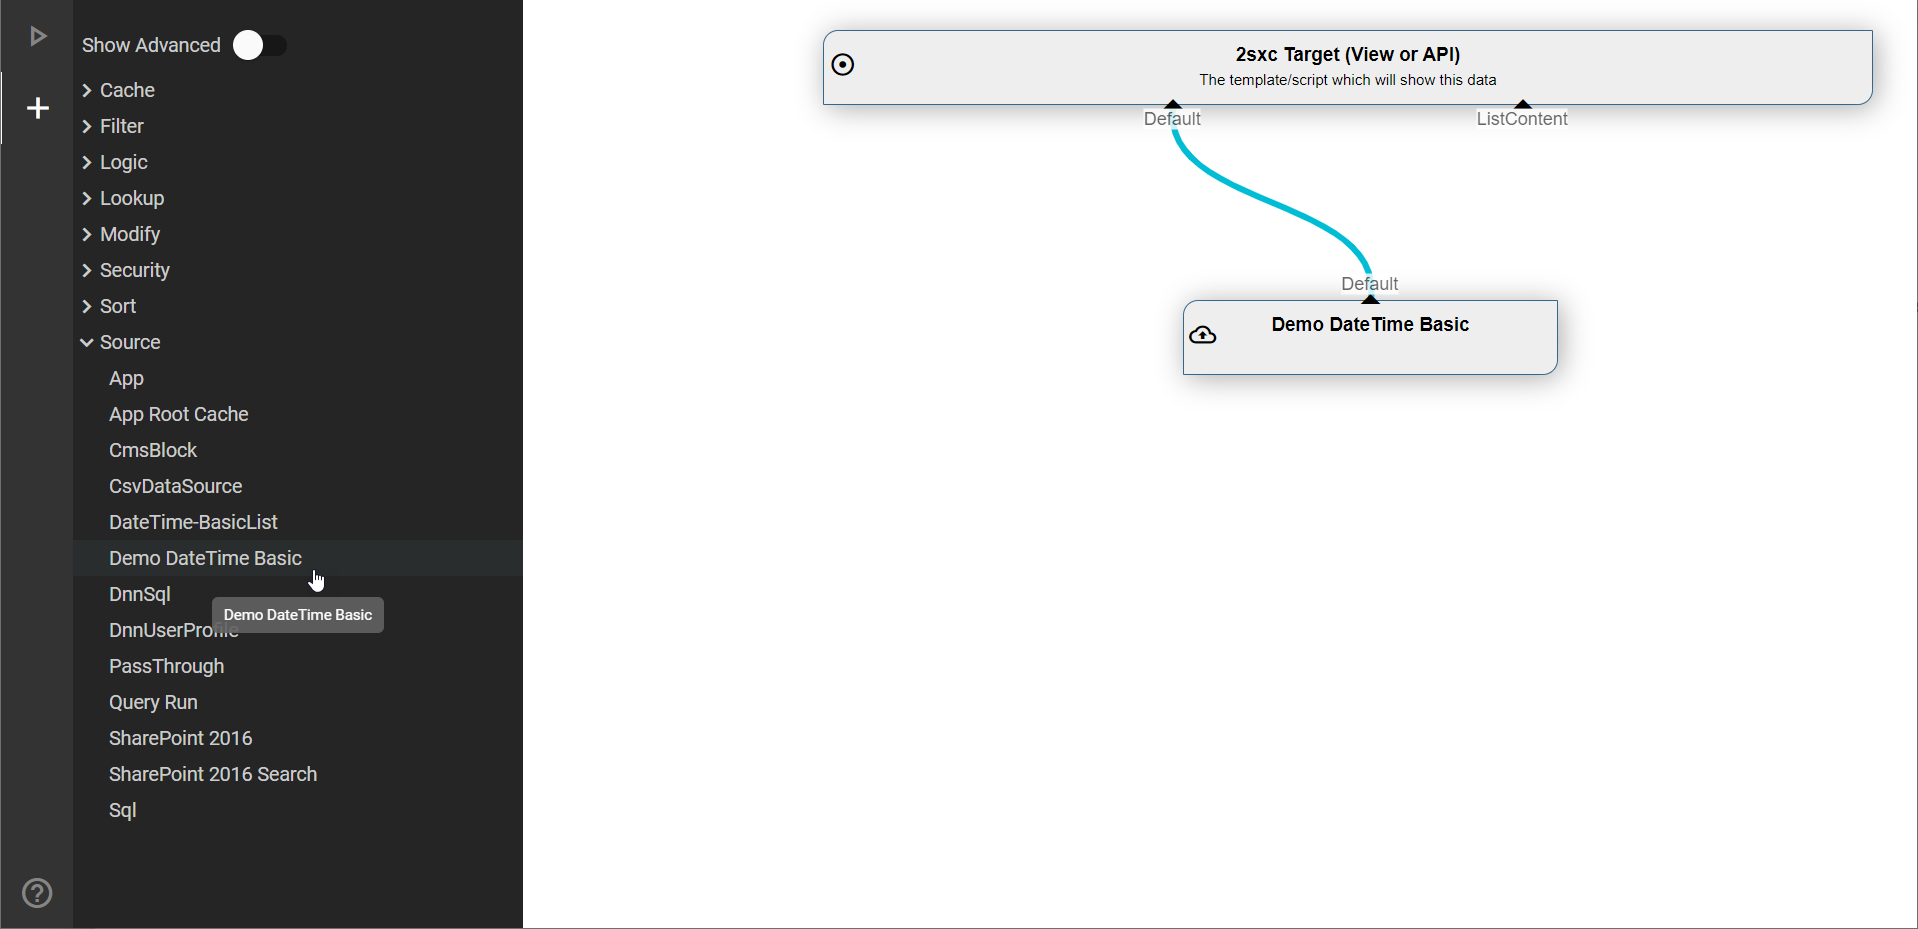 Show Advanced
Cache
Filter
Logic
Lookup
Modify
Security
Sort
Source
App
App Root Cache
CmsBlock
CsvDataSource
DateTime-BasicList
Demo DateTime Basic
DnnSql
Demo DateTime Basic
DnnUserProfile
PassThrough
Query Run
SharePoint 2016
SharePoint 2016 Search
Sql
2sxc Target (View or API)
The template/script which will show this data
Default
ListContent
Default
Demo DateTime Basic